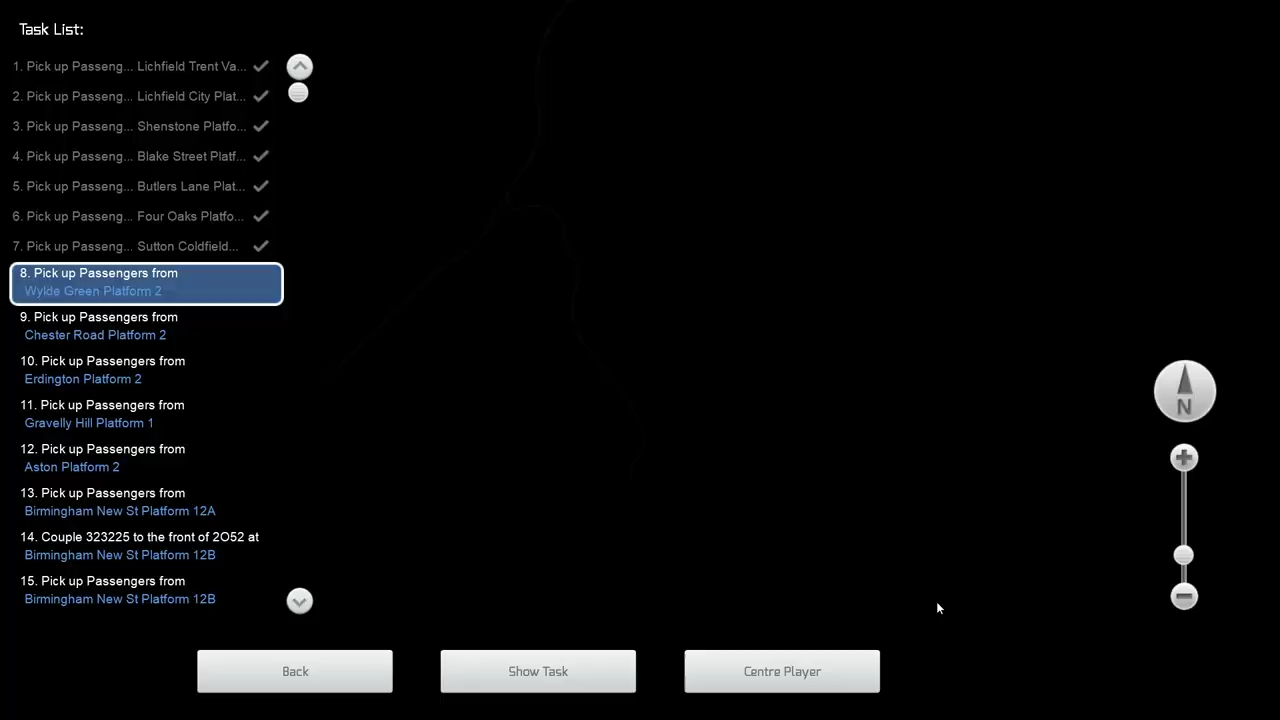 Task List:
1. Pick up Passeng... Lichfield Trent Va...
2. Pick up Passeng... Lichfield City Plat...
3. Pick up Passeng... Shenstone Platfo...
4. Pick up Passeng... Blake Street Platf...
5. Pick up Passeng... Butlers Lane Plat...
6. Pick up Passeng... Four Oaks Platfo...
7. Pick up Passeng... Sutton Coldfield...
8. Pick up Passengers from
Wylde Green Platform 2
9. Pick up Passengers from
Chester Road Platform 2
10. Pick up Passengers from
Erdington Platform 2
11. Pick up Passengers from
Gravelly Hill Platform 1
12. Pick up Passengers from
Aston Platform 2
13. Pick up Passengers from
Birmingham New St Platform 12A
14. Couple 323225 to the front of 2O52 at
Birmingham New St Platform 12B
15. Pick up Passengers from
Birmingham New St Platform 12B
N
Back
Show Task
Centre Player